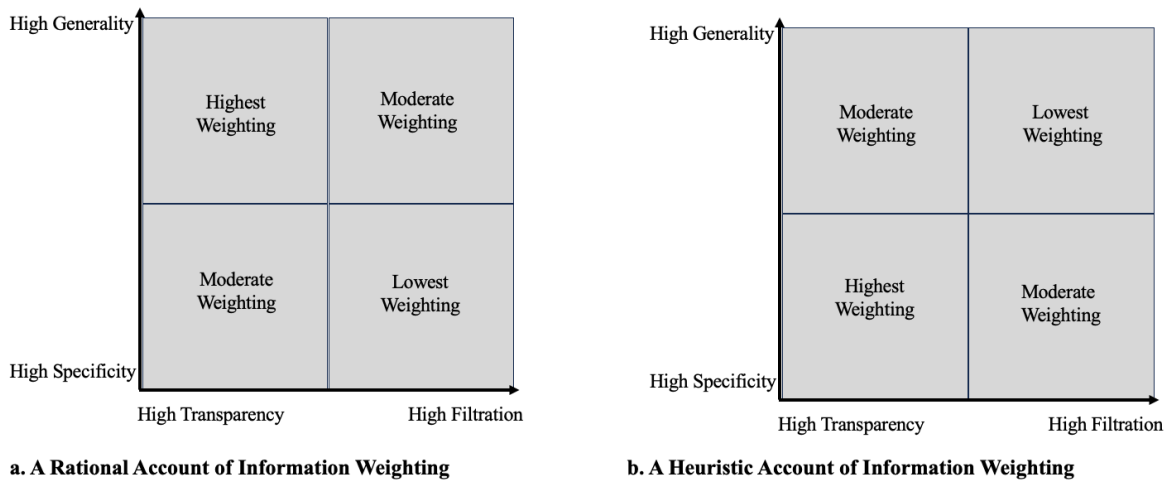 High Generality
Highest
Weighting
Moderate
Weighting
Moderate
Weighting
Lowest
Weighting
High Specificity
High Transparency
High Filtration
a. A Rational Account of Information Weighting
High Generality
Moderate
Weighting
Lowest
Weighting
Highest
Weighting
Moderate
Weighting
High Specificity
High Transparency
High Filtration
b. A Heuristic Account of Information Weighting